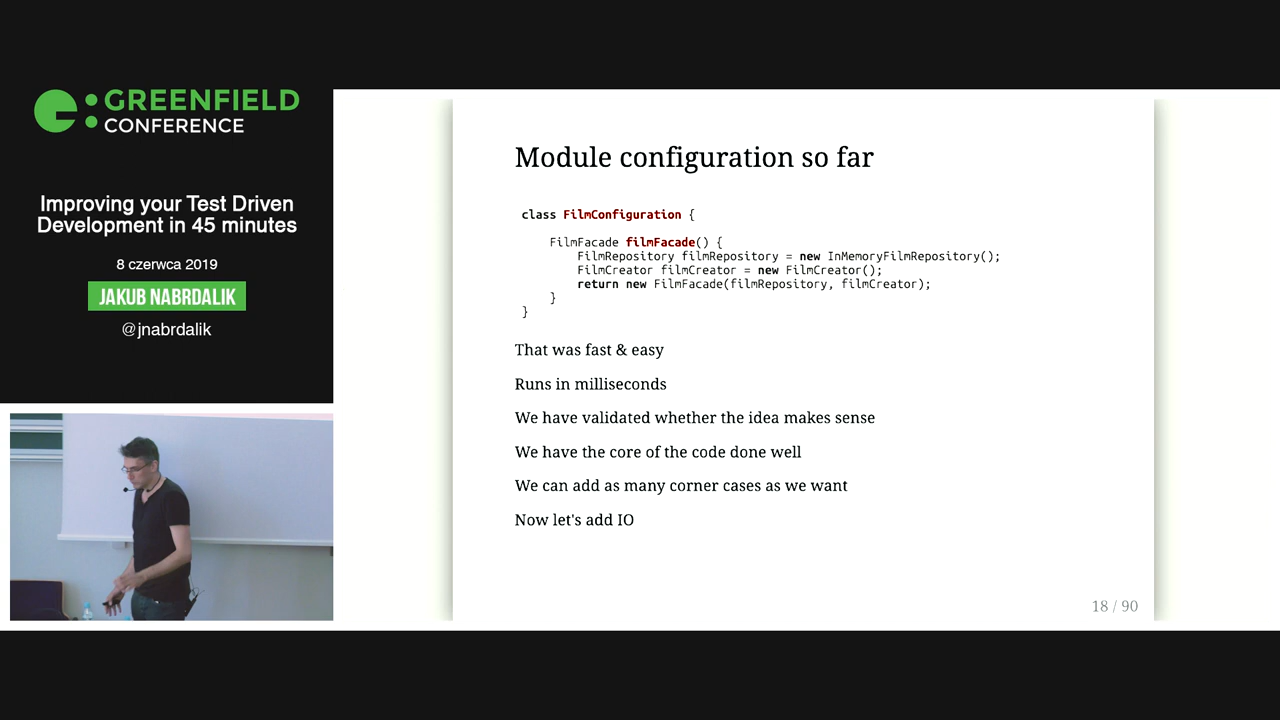 GREENFIELD
CONFERENCE
Improving your Test Driven
Development in 45 minutes
8 czerwca 2019
JAKUB NABRDALIK
@jnabrdalik
Module configuration so far
class FilmConfiguration {
FilmFacade filmFacade() {
FilmRepository filmRepository = new InMemoryFilmRepository();
FilmCreator filmCreator = new FilmCreator();
return new FilmFacade(filmRepository, filmCreator);
}
}
That was fast & easy
Runs in milliseconds
We have validated whether the idea makes sense
We have the core of the code done well
We can add as many corner cases as we want
Now let's add IO
18 / 90